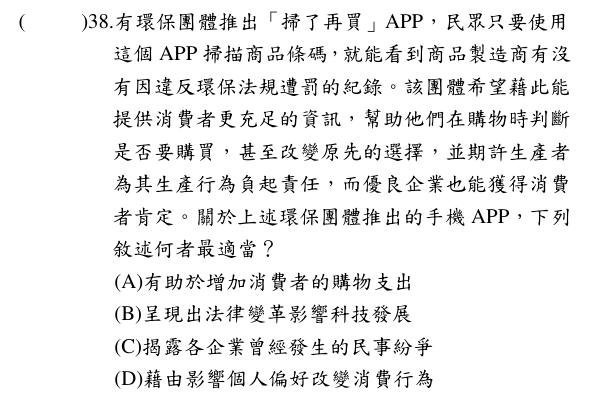 (　　)38.有環保團體推出「掃了再買」APP，民眾只要使用
這個 APP 掃描商品條碼，就能看到商品製造商有沒
有因違反環保法規遭罰的紀錄。該團體希望藉此能
提供消費者更充足的資訊，幫助他們在購物時判斷
是否要購買，甚至改變原先的選擇，並期許生產者
為其生產行為負起責任，而優良企業也能獲得消費
者肯定。關於上述環保團體推出的手機 APP，下列
敘述何者最適當？
(A)有助於增加消費者的購物支出
(B)呈現出法律變革影響科技發展
(C)揭露各企業曾經發生的民事紛爭
(D)藉由影響個人偏好改變消費行為